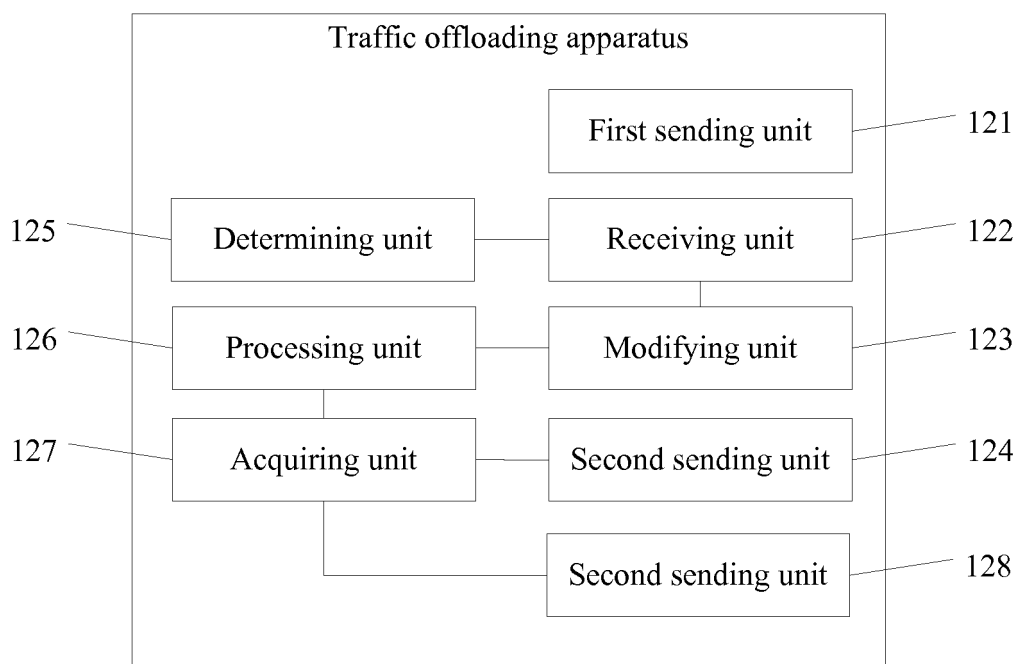 Traffic offloading apparatus
First sending unit
121
125
Determining unit
Receiving unit
122
126
Processing unit
Modifying unit
123
127
Acquiring unit
Second sending unit
124
Second sending unit
128